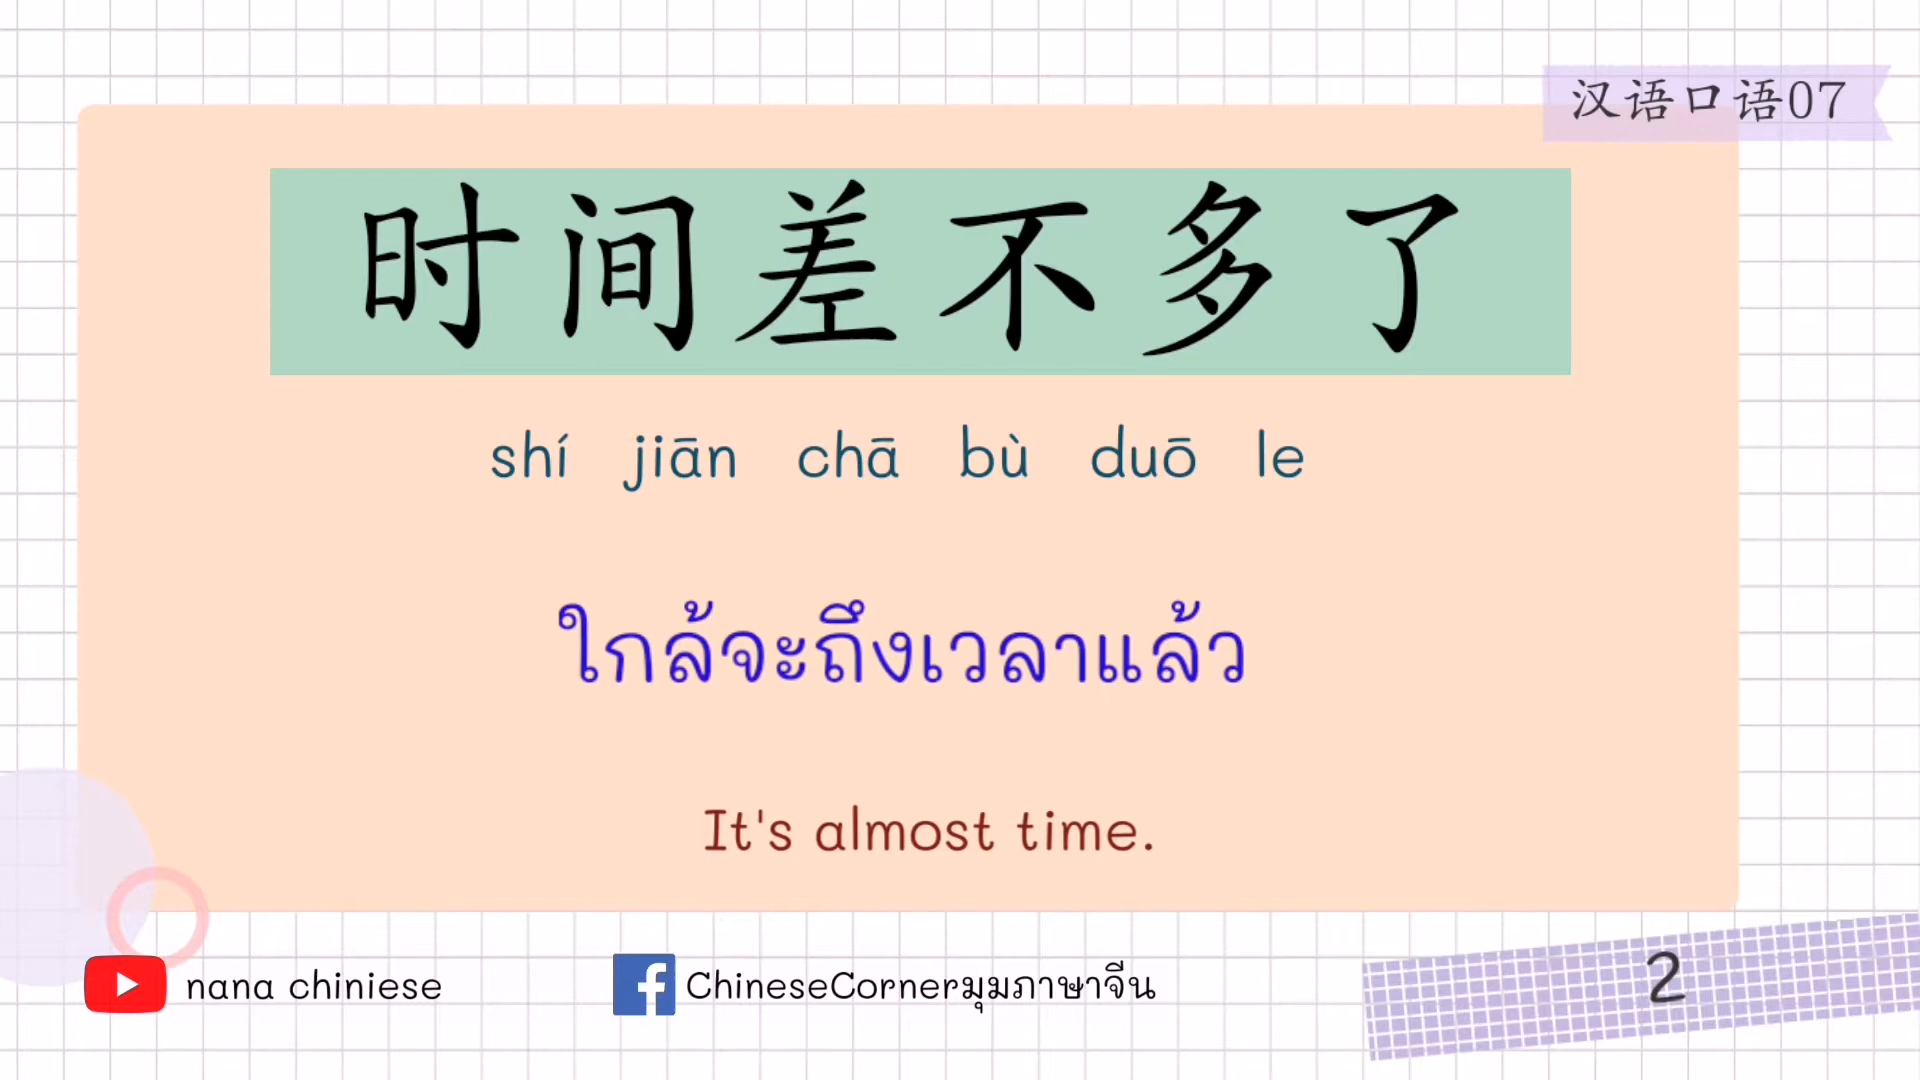 汉语口语07
时间差不多了
shí jiān chā bù duō le
ใกล้จะถึงเวลาแล้ว
It's almost time.
nana chiniese
ChineseCornerมุมภาษาจีน
2